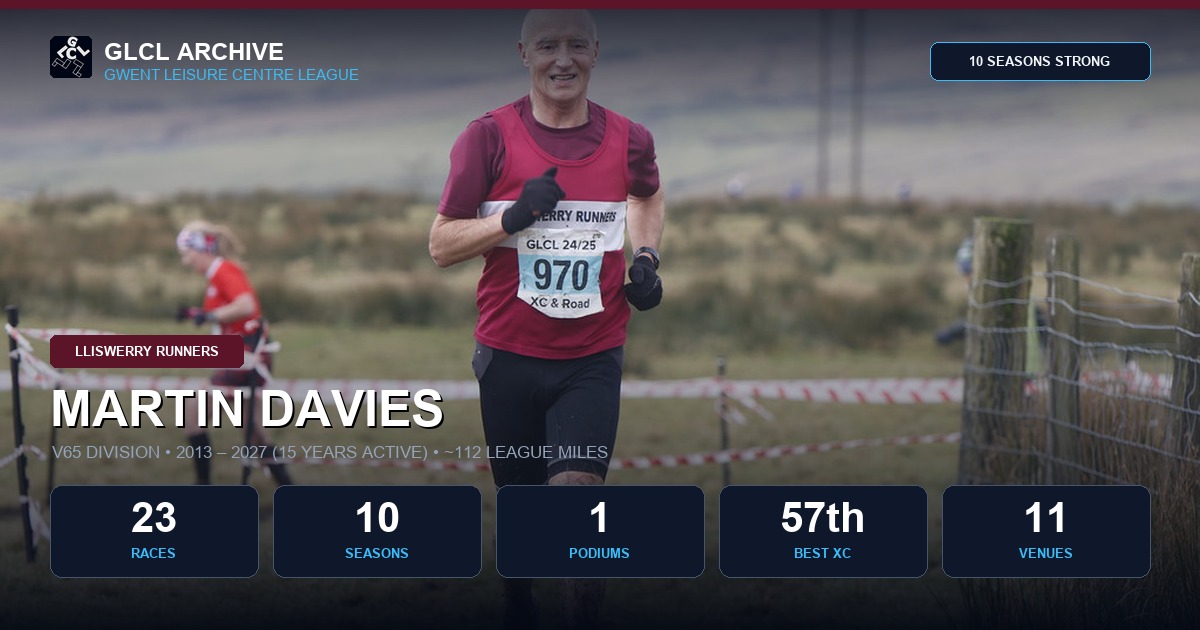 GLCL ARCHIVE
GWENT LEISURE CENTRE LEAGUE
10 SEASONS STRONG
WERRY RUNNERS
GLCL 24/25
970
XC & Road
LLISWERRY RUNNERS
MARTIN DAVIES
V65 DIVISION • 2013 – 2027 (15 YEARS ACTIVE) • ~112 LEAGUE MILES
23
RACES
10
SEASONS
1
PODIUMS
57th
BEST XC
11
VENUES